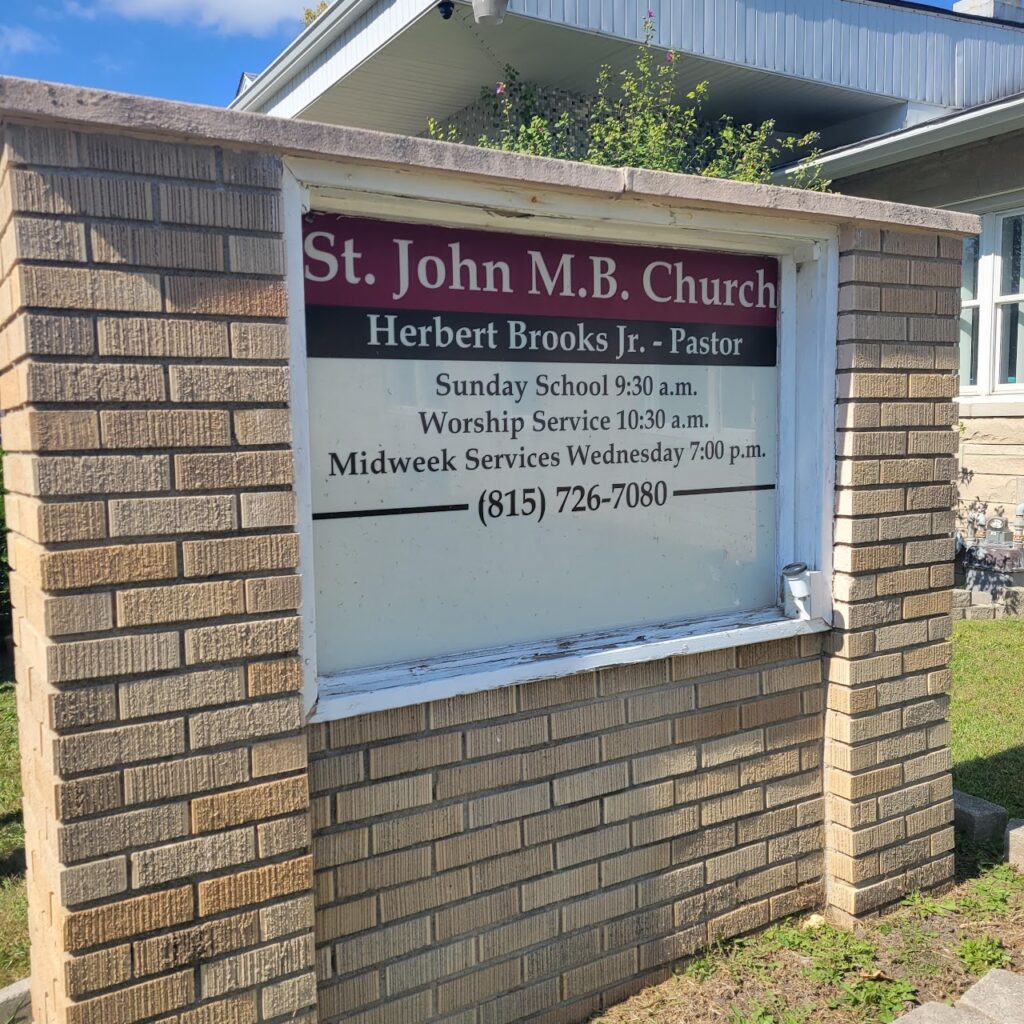 St. John M.B. Church
Herbert Brooks Jr. - Pastor
Sunday School 9:30 a.m.
Worship Service 10:30 a.m.
Midweek Services Wednesday 7:00 p.m.
(815) 726-7080